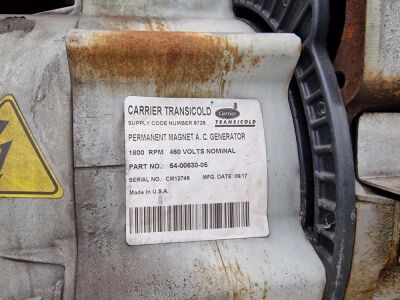 CARRIER TRANSICOLD
Carrier
TRANSICOLD
SUPPLY CODE NUMBER 6726
PERMANENT MAGNET A. C. GENERATOR
1800 RPM 460 VOLTS NOMINAL
PART NO.: 54-00630-05
SERIAL NO.: CM12746 MFG. DATE: 09/17
Made in U.S.A.